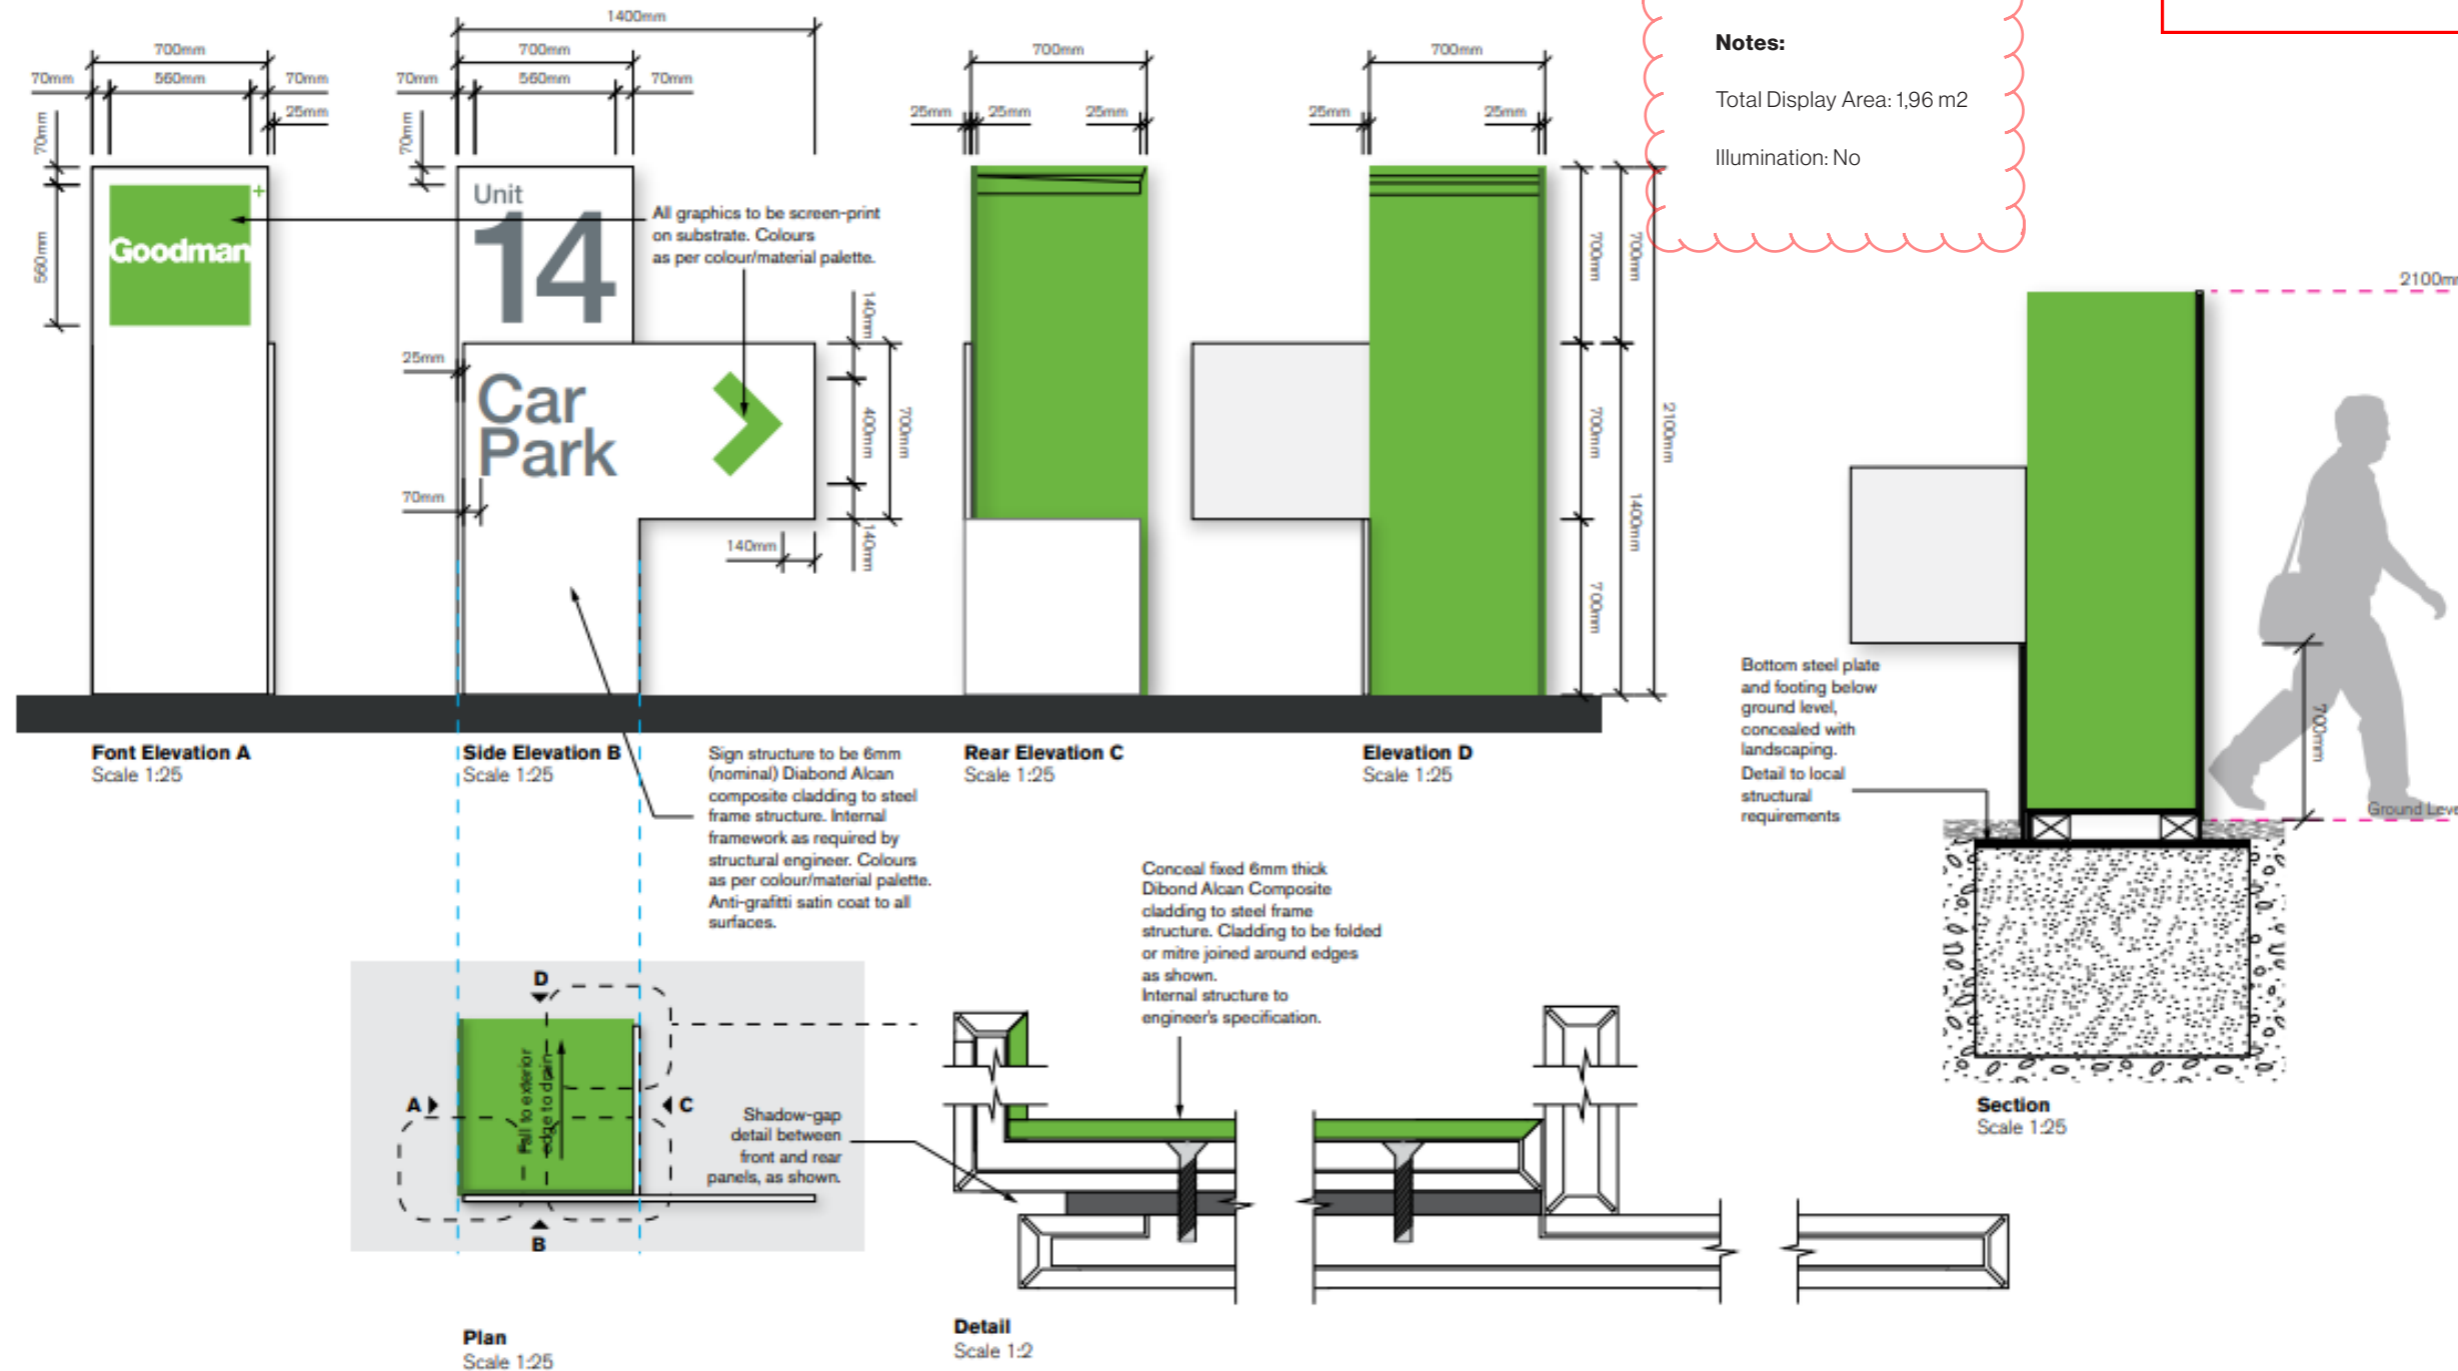 1400mm
700mm
70mm
560mm
70mm
25mm
70mm
560mm
700mm
70mm
560mm
70mm
70mm
700mm
25mm
25mm
25mm
700mm
25mm
25mm
Notes:
Total Display Area: 1,96 m2
Illumination: No
Goodman
+
Unit
14
Car
Park
25mm
70mm
All graphics to be screen-print
on substrate. Colours
as per colour/material palette.
140mm
400mm
700mm
140mm
140mm
700mm
700mm
700mm
700mm
1400mm
2100mm
Font Elevation A
Scale 1:25
Side Elevation B
Scale 1:25
Rear Elevation C
Scale 1:25
Elevation D
Scale 1:25
Sign structure to be 6mm
(nominal) Diabond Alcan
composite cladding to steel
frame structure. Internal
framework as required by
structural engineer. Colours
as per colour/material palette.
Anti-grafitti satin coat to all
surfaces.
2100mm
700mm
Ground Leve
Bottom steel plate
and footing below
ground level,
concealed with
landscaping.
Detail to local
structural
requirements
Section
Scale 1:25
Conceal fixed 6mm thick
Dibond Alcan Composite
cladding to steel frame
structure. Cladding to be folded
or mitre joined around edges
as shown.
Internal structure to
engineer's specification.
D
A
C
B
Fall to exterior
edge to drain
Shadow-gap
detail between
front and rear
panels, as shown.
Plan
Scale 1:25
Detail
Scale 1:2